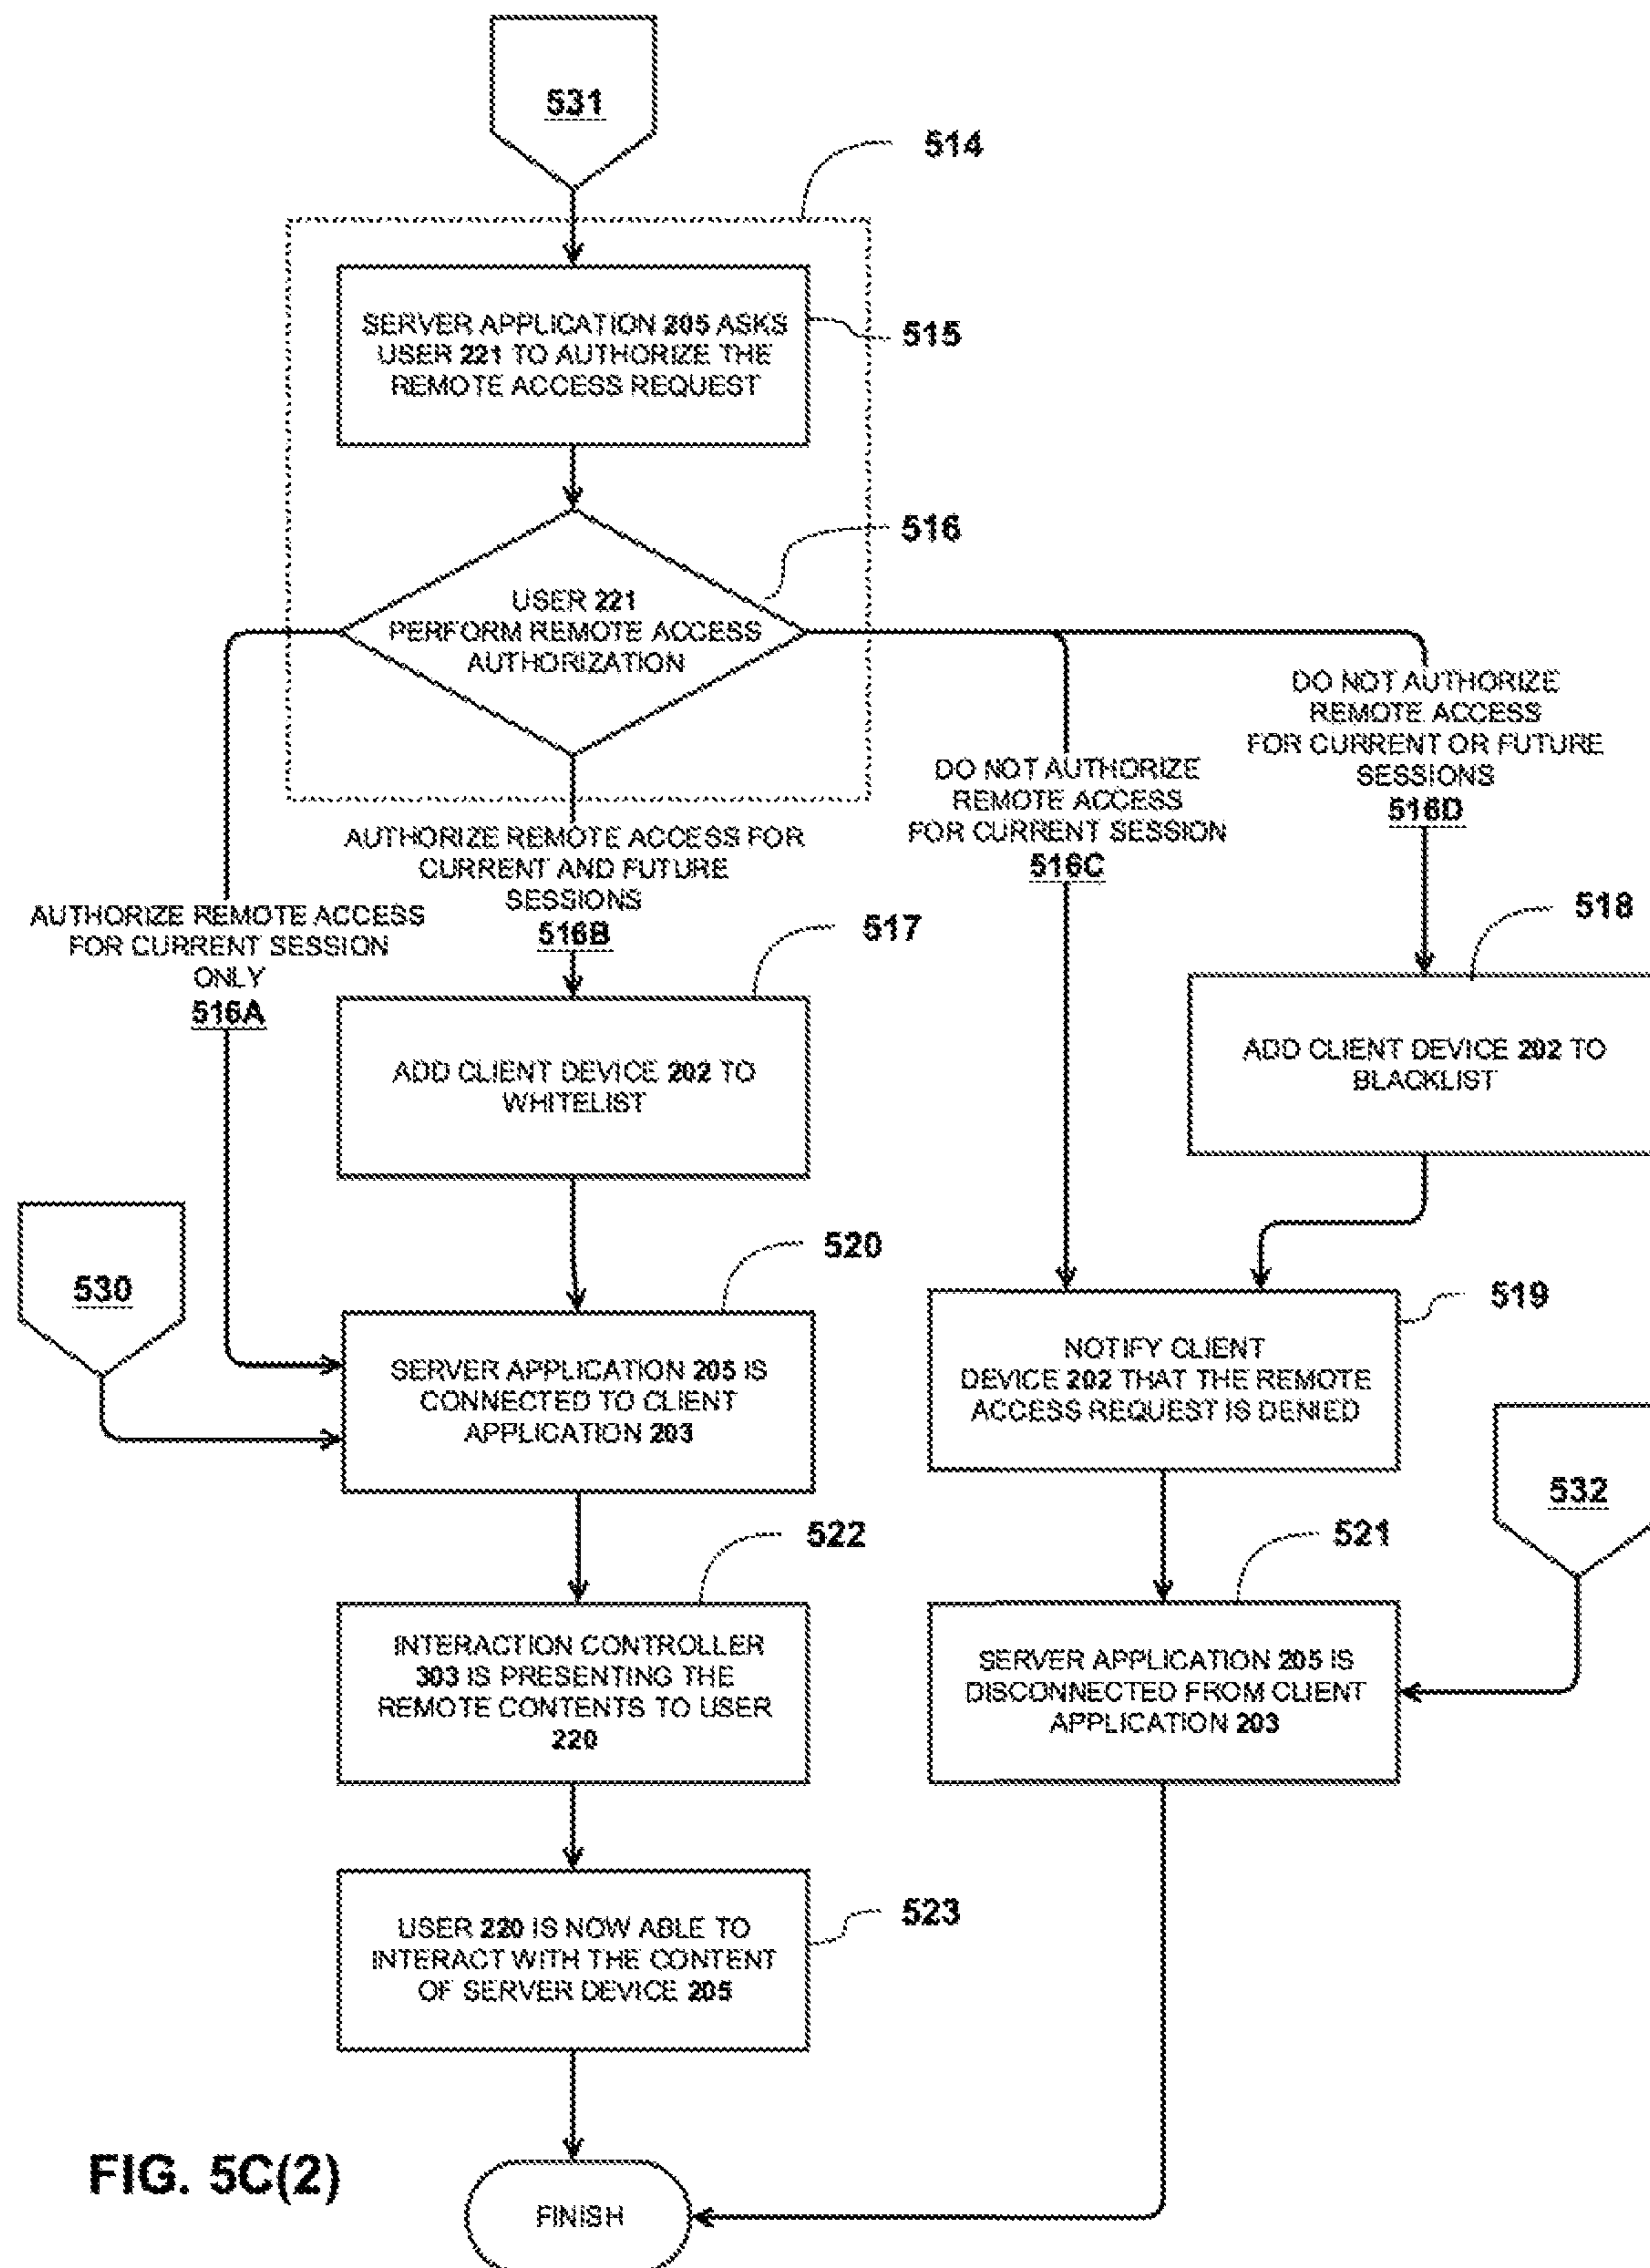 531
514
SERVER APPLICATION 205 ASKS
USER 221 TO AUTHORIZE THE
REMOTE ACCESS REQUEST
515
516
USER 221
PERFORM REMOTE ACCESS
AUTHORIZATION
AUTHORIZE REMOTE ACCESS
FOR CURRENT SESSION
ONLY
516A
AUTHORIZE REMOTE ACCESS FOR
CURRENT AND FUTURE
SESSIONS
516B
DO NOT AUTHORIZE
REMOTE ACCESS
FOR CURRENT SESSION
516C
DO NOT AUTHORIZE
REMOTE ACCESS
FOR CURRENT OR FUTURE
SESSIONS
516D
517
518
ADD CLIENT DEVICE 202 TO
WHITELIST
ADD CLIENT DEVICE 202 TO
BLACKLIST
530
520
519
SERVER APPLICATION 205 IS
CONNECTED TO CLIENT
APPLICATION 203
NOTIFY CLIENT
DEVICE 202 THAT THE REMOTE
ACCESS REQUEST IS DENIED
532
522
521
INTERACTION CONTROLLER
303 IS PRESENTING THE
REMOTE CONTENTS TO USER
220
SERVER APPLICATION 205 IS
DISCONNECTED FROM CLIENT
APPLICATION 203
523
USER 220 IS NOW ABLE TO
INTERACT WITH THE CONTENT
OF SERVER DEVICE 205
FIG. 5C(2)
FINISH